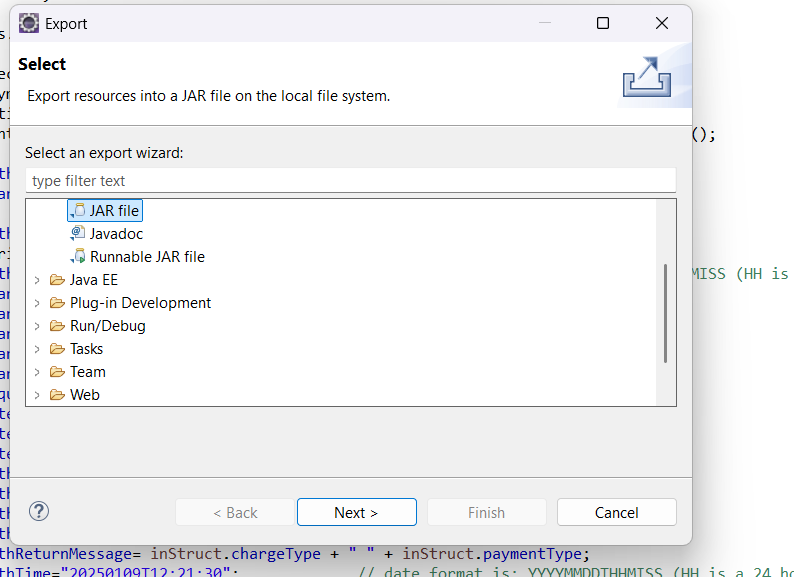 Export
Select
Export resources into a JAR file on the local file system.
();
Select an export wizard:
type filter text
JAR file
Javadoc
Runnable JAR file
Java EE
MISS (HH is
Plug-in Development
Run/Debug
Tasks
Team
Web
< Back
Next >
Finish
Cancel
thReturnMessage= inStruct.chargeType + " " + inStruct.paymentType;
thTime="20250109T12:21:30"; // date format is: YYYYMMDDTHHMISS (HH is a 24 ho